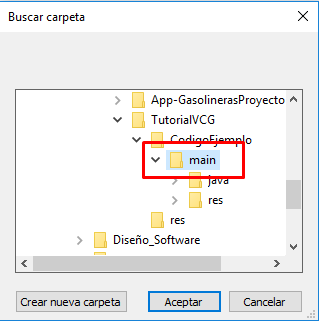 Buscar carpeta
App-GasolinerasProyecto
TutorialVCG
CodigoEjemplo
main
java
res
res
Diseño_Software
Crear nueva carpeta
Aceptar
Cancelar